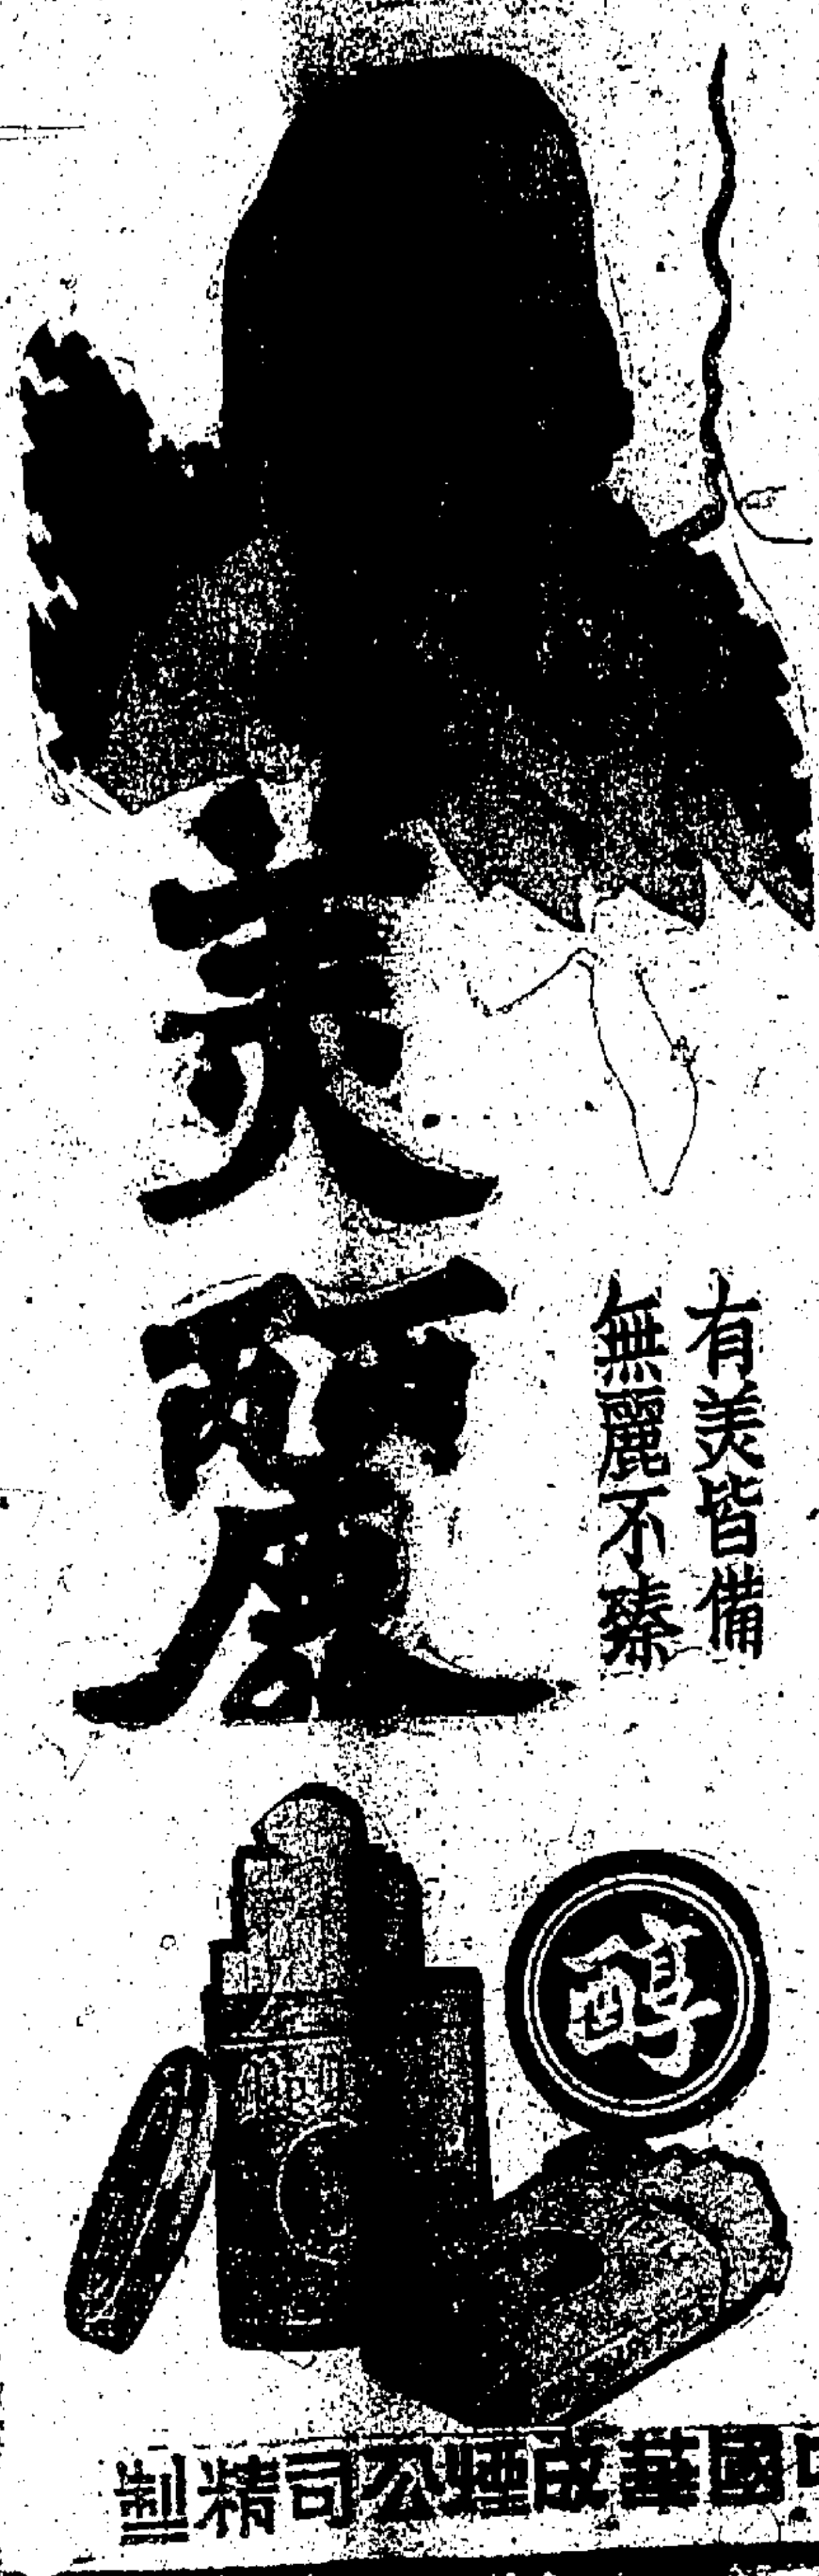 美麗
有美皆備
無麗不臻
醇
中國華成煙公司精製